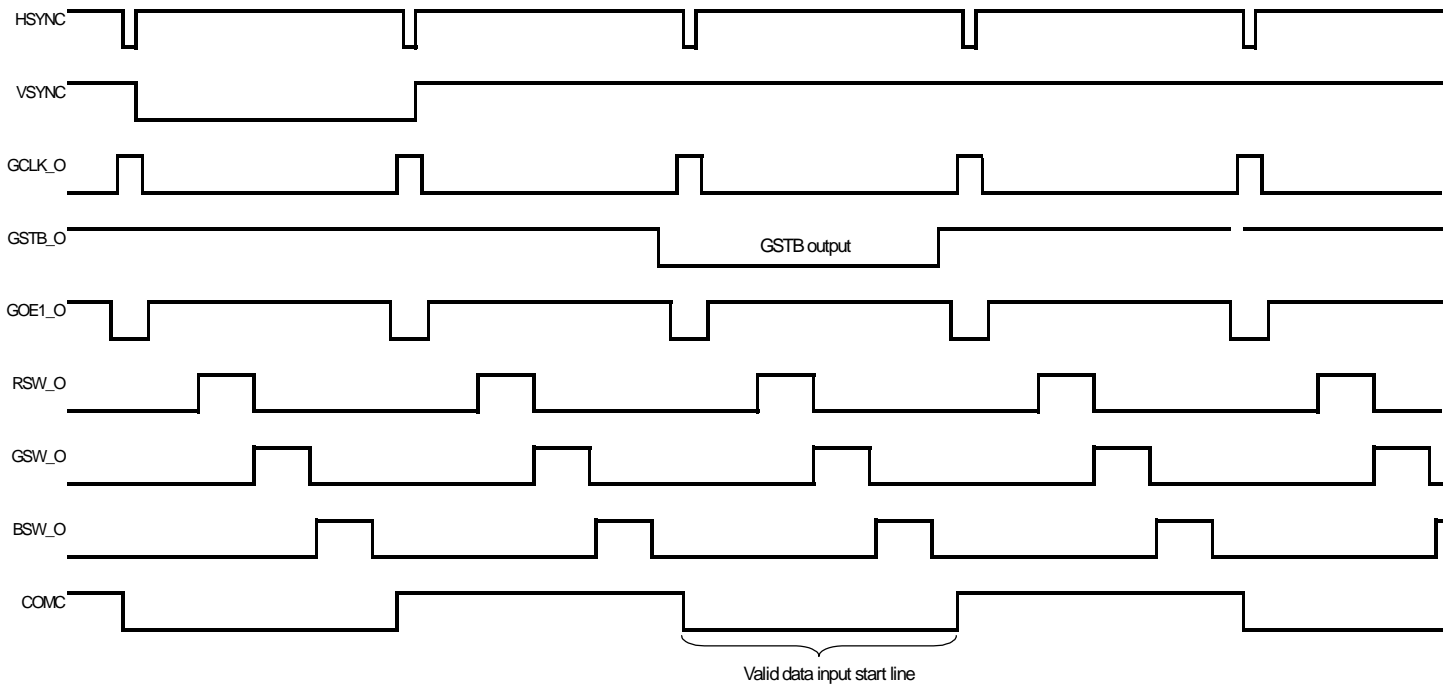 HSYNC
VSYNC
GCLK_O
GSTB_O
GSTB output
GOE1_O
RSW_O
GSW_O
BSW_O
COMC
Valid data input start line